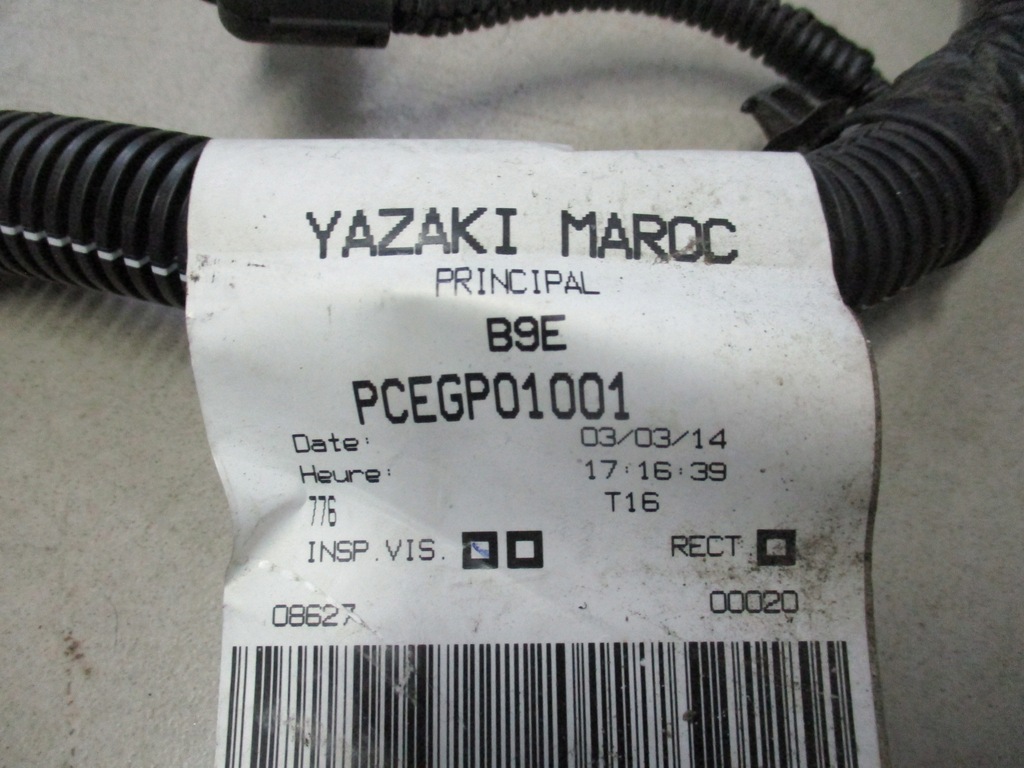 YAZAKI MAROC
PRINCIPAL
B9E
PCEGP01001
Date: 03/03/14
Heure: 17:16:39
776 T16
INSP.VIS. RECT
08627 00020